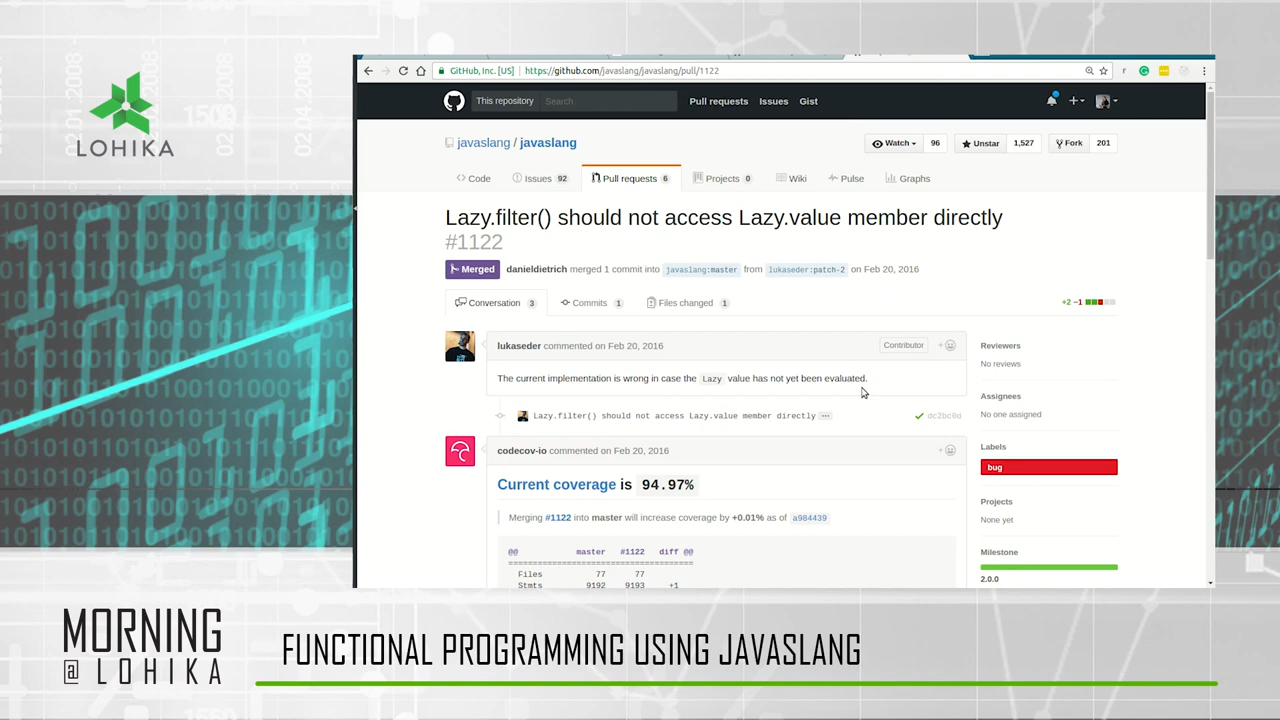 LOHIKA
GitHub, Inc. [US] https://github.com/javaslang/javaslang/pull/1122
This repository Search Pull requests Issues Gist
javaslang / javaslang
Watch 96 Unstar 1,527 Fork 201
Code Issues 92 Pull requests 6 Projects 0 Wiki Pulse Graphs
Lazy.filter() should not access Lazy.value member directly
#1122
Merged danieldietrich merged 1 commit into javaslang:master from lukaseder:patch-2 on Feb 20, 2016
Conversation 3 Commits 1 Files changed 1 +2 −1
lukaseder commented on Feb 20, 2016 Contributor
The current implementation is wrong in case the Lazy value has not yet been evaluated.
Lazy.filter() should not access Lazy.value member directly ... dc2bc0d
codecov-io commented on Feb 20, 2016
Current coverage is 94.97%
Merging #1122 into master will increase coverage by +0.01% as of a984439
@@ master #1122 diff @@
=====================================
Files 77 77
Stmts 9192 9193 +1
Reviewers
No reviews
Assignees
No one assigned
Labels
bug
Projects
None yet
Milestone
2.0.0
MORNING
@LOHIKA
FUNCTIONAL PROGRAMMING USING JAVASLANG